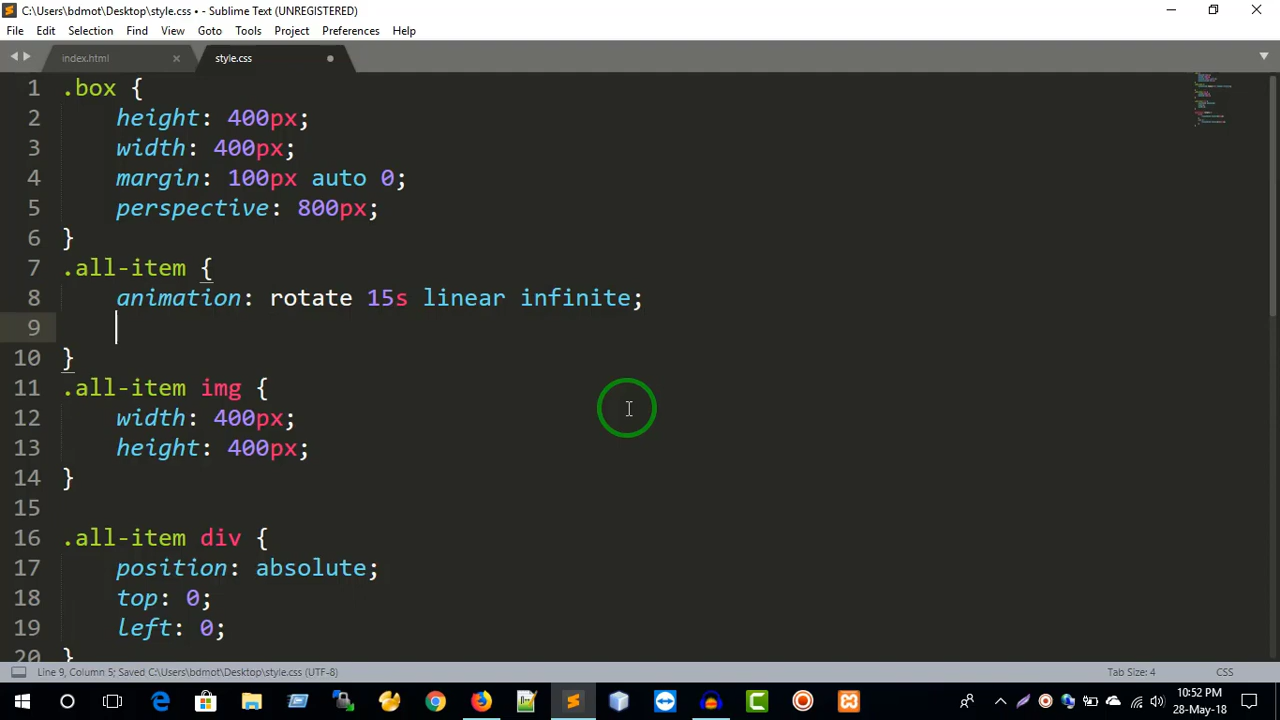 C:\Users\bdmot\Desktop\style.css • - Sublime Text (UNREGISTERED)
File Edit Selection Find View Goto Tools Project Preferences Help
index.html × style.css
1 .box {
2 height: 400px;
3 width: 400px;
4 margin: 100px auto 0;
5 perspective: 800px;
6 }
7 .all-item {
8 animation: rotate 15s linear infinite;
9
10 }
11 .all-item img {
12 width: 400px;
13 height: 400px;
14 }
15
16 .all-item div {
17 position: absolute;
18 top: 0;
19 left: 0;
20 }
Line 9, Column 5; Saved C:\Users\bdmot\Desktop\style.css (UTF-8) Tab Size: 4 CSS
10:52 PM
28-May-18